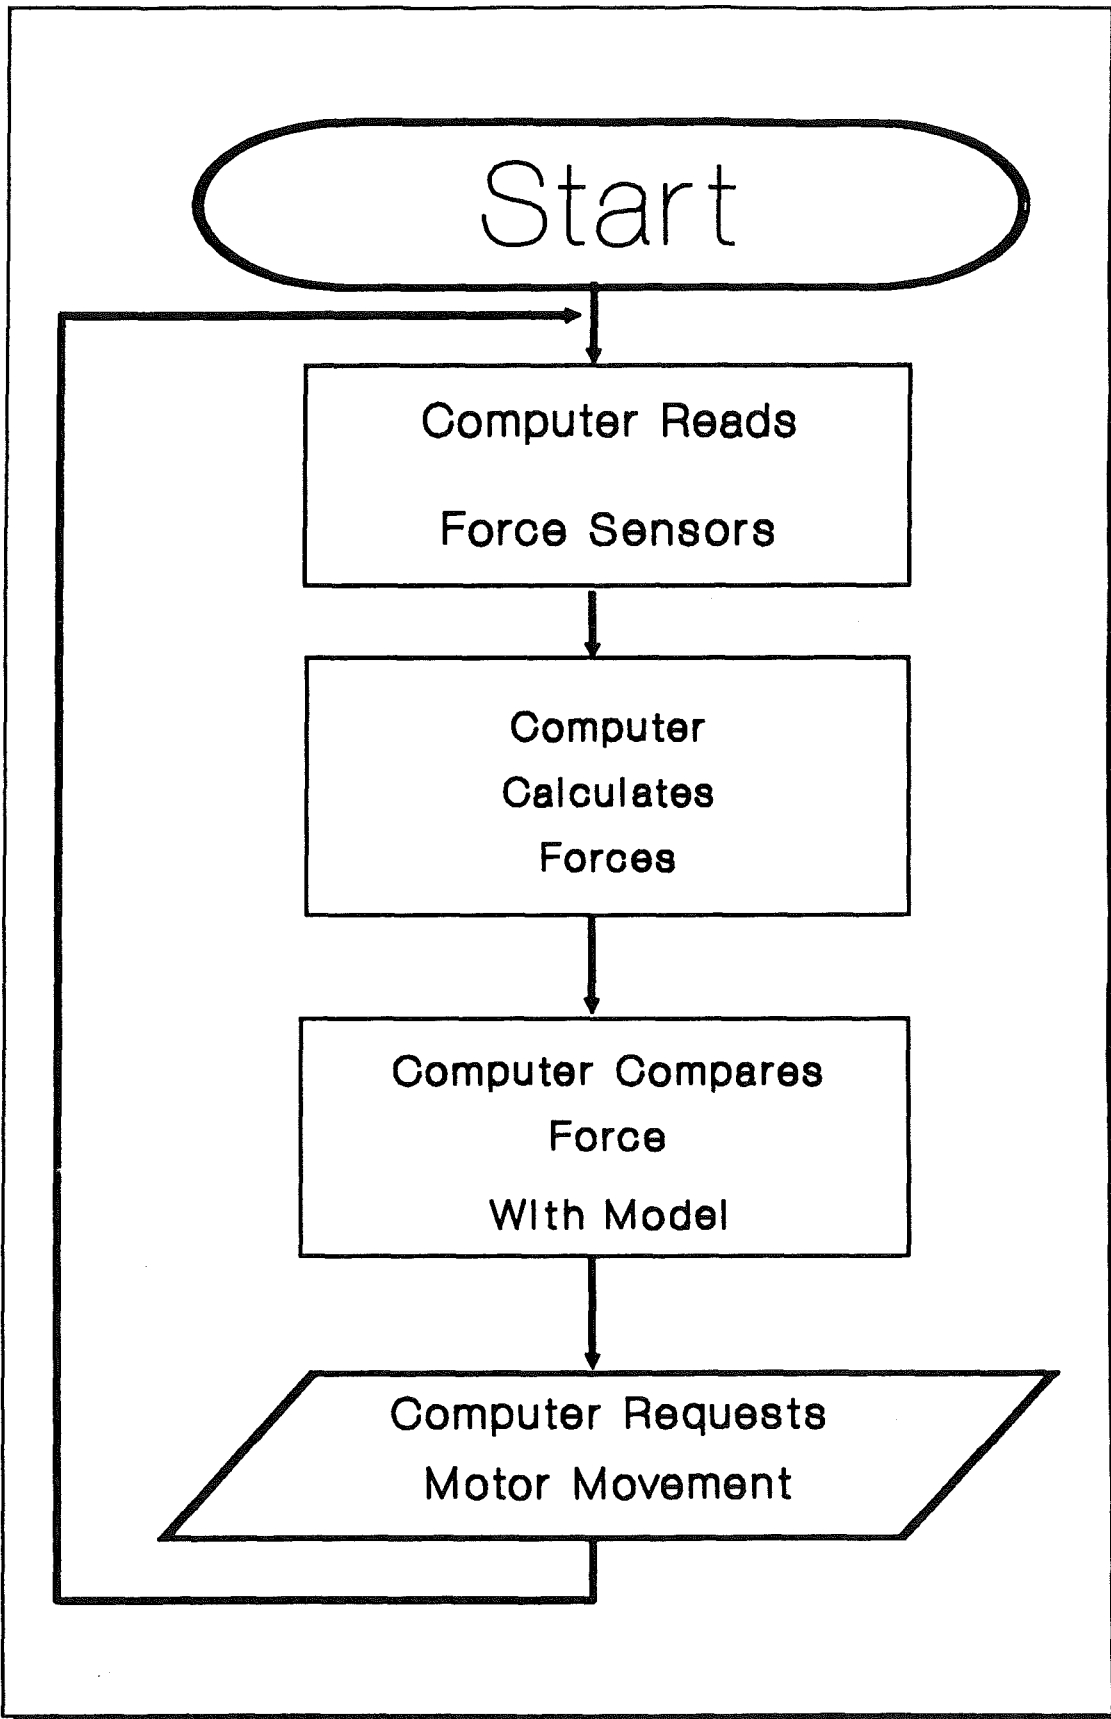 Start
Computer Reads
Force Sensors
Computer
Calculates
Forces
Computer Compares
Force
With Model
Computer Requests
Motor Movement